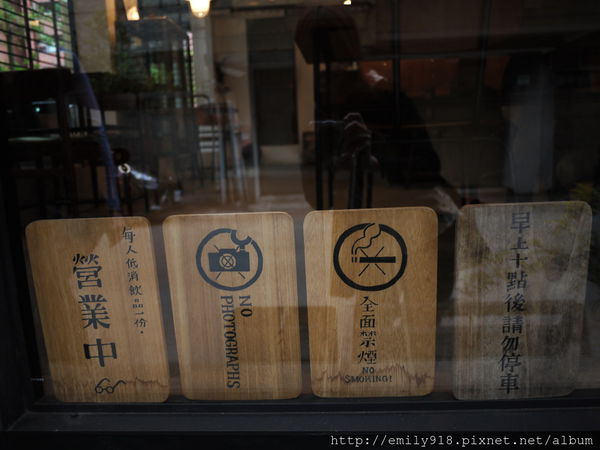 每人低消飲品一份。
營業中
NO
PHOTOGRAPHS
全面禁煙
NO
SMOKING!
早上十點後請勿停車
http://emily918.pixnet.net/album